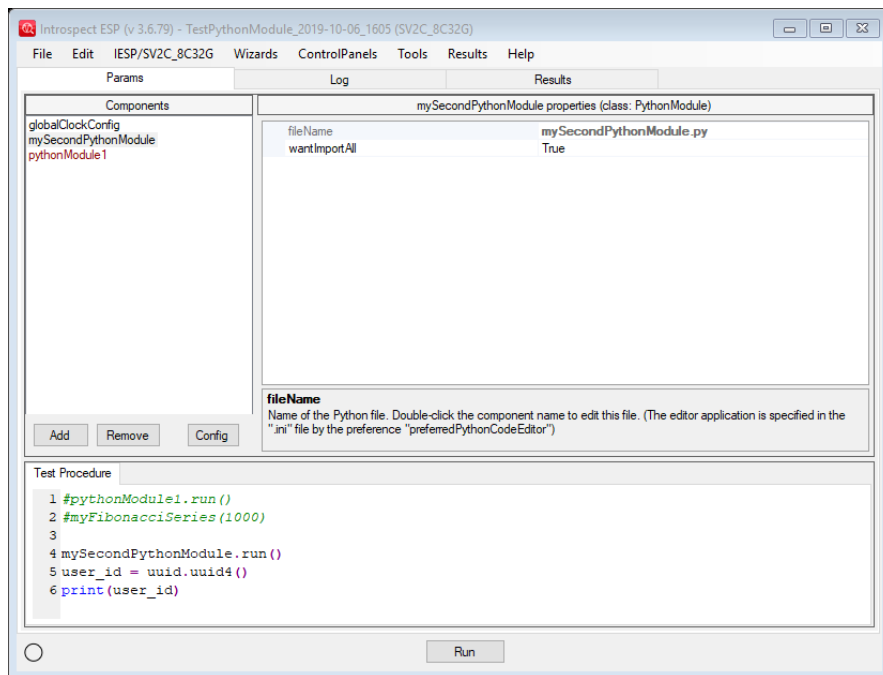 Introspect ESP (v 3.6.79) - TestPythonModule_2019-10-06_1605 (SV2C_8C32G)
File Edit IESP/SV2C_8C32G Wizards ControlPanels Tools Results Help
Params Log Results
Components
globalClockConfig
mySecondPythonModule
pythonModule1
Add Remove Config
mySecondPythonModule properties (class: PythonModule)
fileName mySecondPythonModule.py
wantImportAll True
fileName
Name of the Python file. Double-click the component name to edit this file. (The editor application is specified in the
".ini" file by the preference "preferredPythonCodeEditor")
Test Procedure
1 #pythonModule1.run()
2 #myFibonacciSeries(1000)
3
4 mySecondPythonModule.run()
5 user_id = uuid.uuid4()
6 print(user_id)
Run